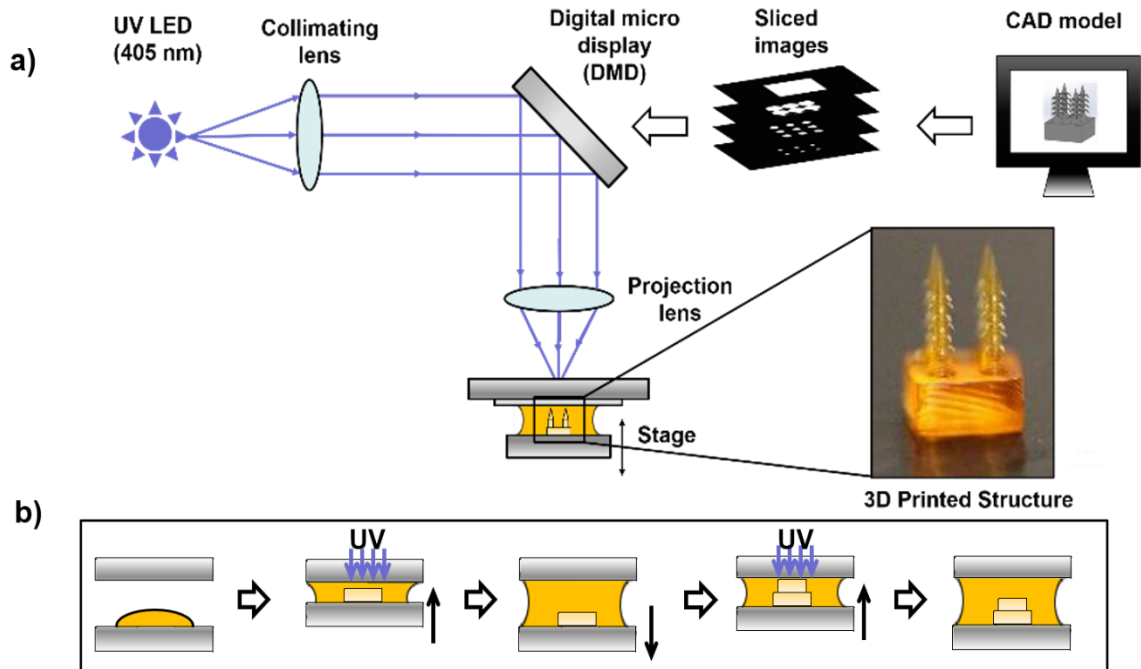 a)
UV LED
(405 nm)
Collimating
lens
Digital micro
display
(DMD)
Sliced
images
CAD model
Projection
lens
Stage
3D Printed Structure
b)
UV
UV